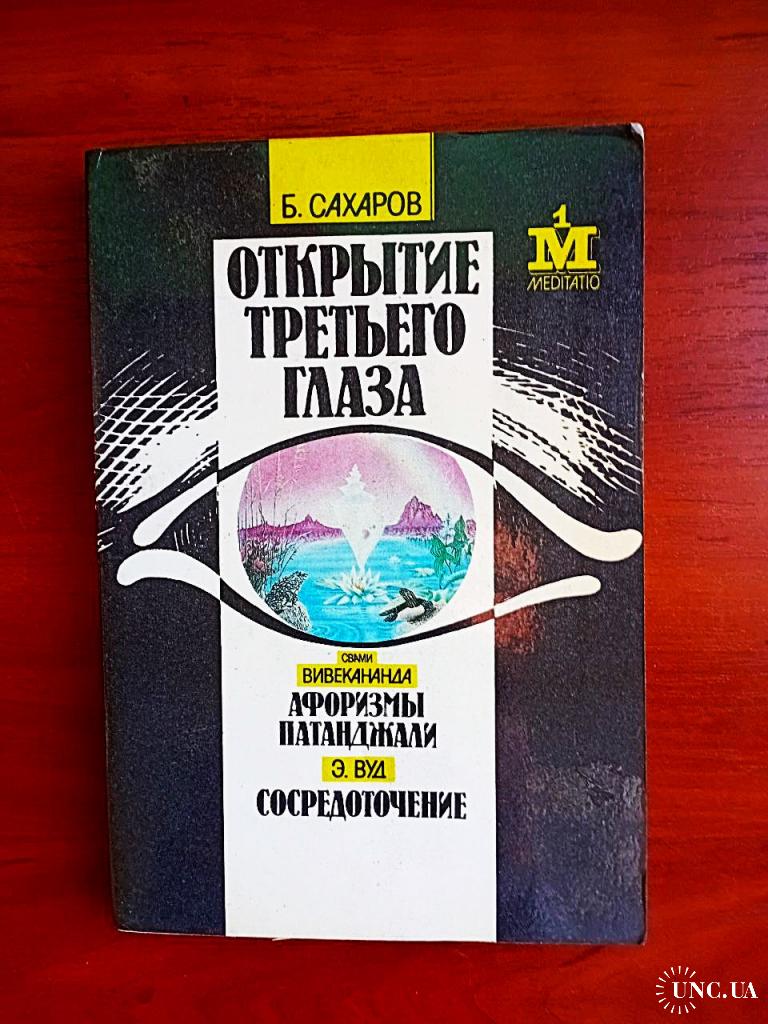 Б. САХАРОВ
1
М
MEDITATIO
ОТКРЫТИЕ
ТРЕТЬЕГО
ГЛАЗА
СВАМИ
ВИВЕКАНАНДА
АФОРИЗМЫ
ПАТАНДЖАЛИ
Э. ВУД
СОСРЕДОТОЧЕНИЕ
UNC.UA